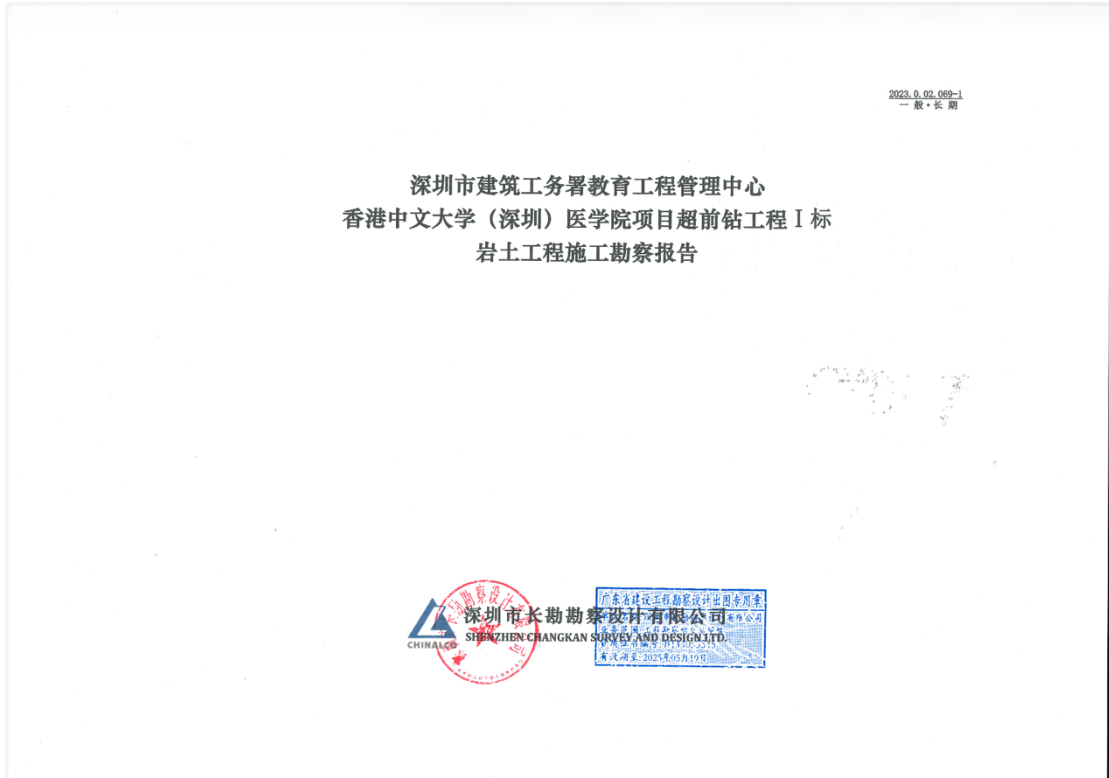 2023.0.02.069-1
一般·长期
深圳市建筑工务署教育工程管理中心
香港中文大学（深圳）医学院项目超前钻工程Ⅰ标
岩土工程施工勘察报告
广东省建设工程勘察设计出图专用章
深圳市长勘勘察设计有限公司
SHENZHEN CHANGKAN SURVEY AND DESIGN LTD.
CHINALCO
有效期至:2025年05月19日